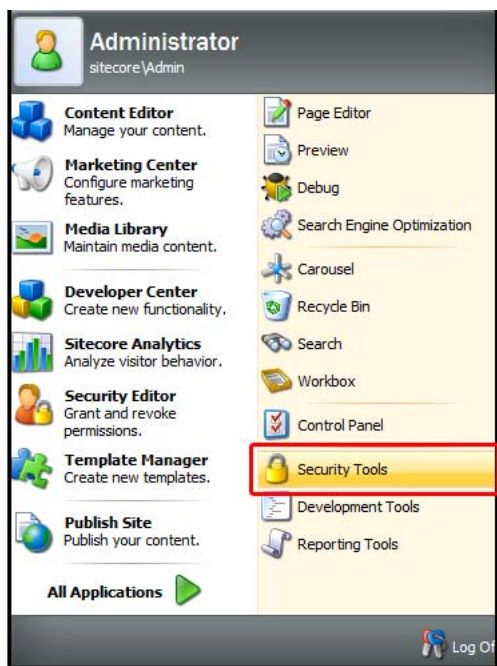 Administrator
sitecore\Admin
Content Editor
Manage your content.
Marketing Center
Configure marketing
features.
Media Library
Maintain media content.
Developer Center
Create new functionality.
Sitecore Analytics
Analyze visitor behavior.
Security Editor
Grant and revoke
permissions.
Template Manager
Create new templates.
Publish Site
Publish your content.
All Applications
Page Editor
Preview
Debug
Search Engine Optimization
Carousel
Recycle Bin
Search
Workbox
Control Panel
Security Tools
Development Tools
Reporting Tools
Log Of